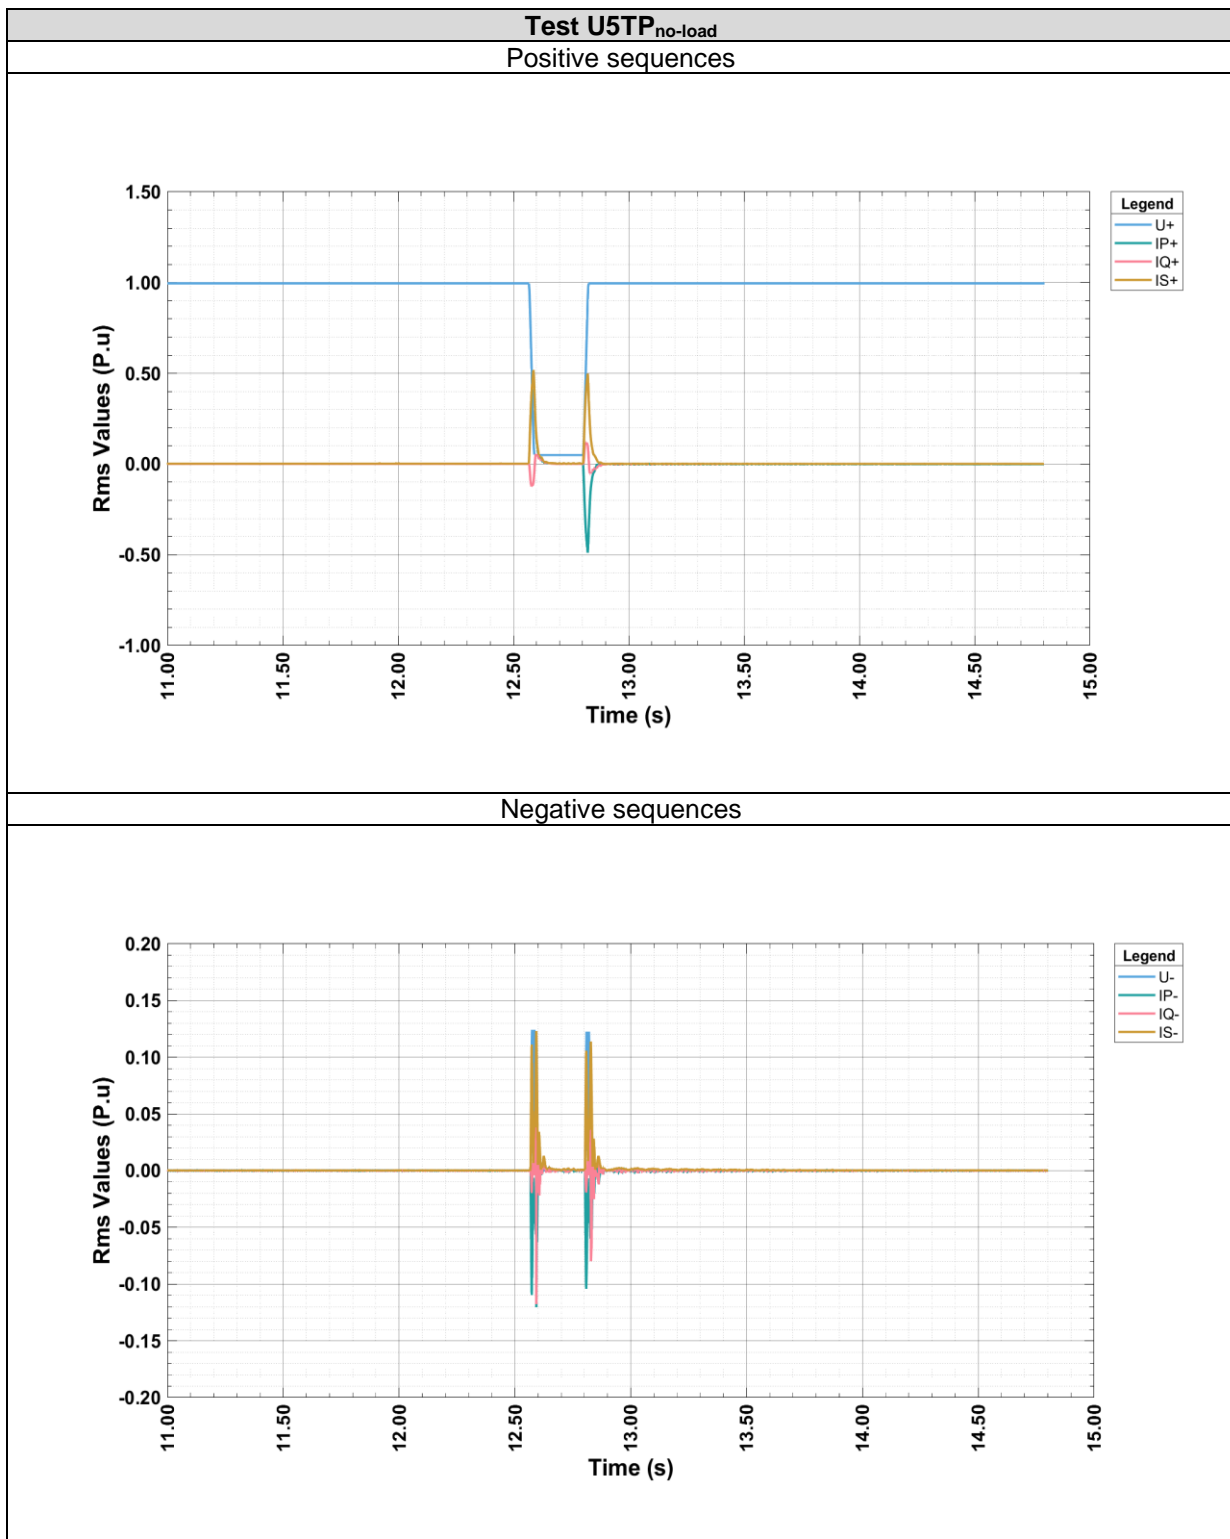 Test U5TPno-load
Positive sequences
1.50
1.00
0.50
0.00
-0.50
-1.00
Rms Values (P.u)
11.00
11.50
12.00
12.50
13.00
13.50
14.00
14.50
15.00
Time (s)
Legend
U+
IP+
IQ+
IS+
Negative sequences
0.20
0.15
0.10
0.05
0.00
-0.05
-0.10
-0.15
-0.20
Rms Values (P.u)
11.00
11.50
12.00
12.50
13.00
13.50
14.00
14.50
15.00
Time (s)
Legend
U-
IP-
IQ-
IS-